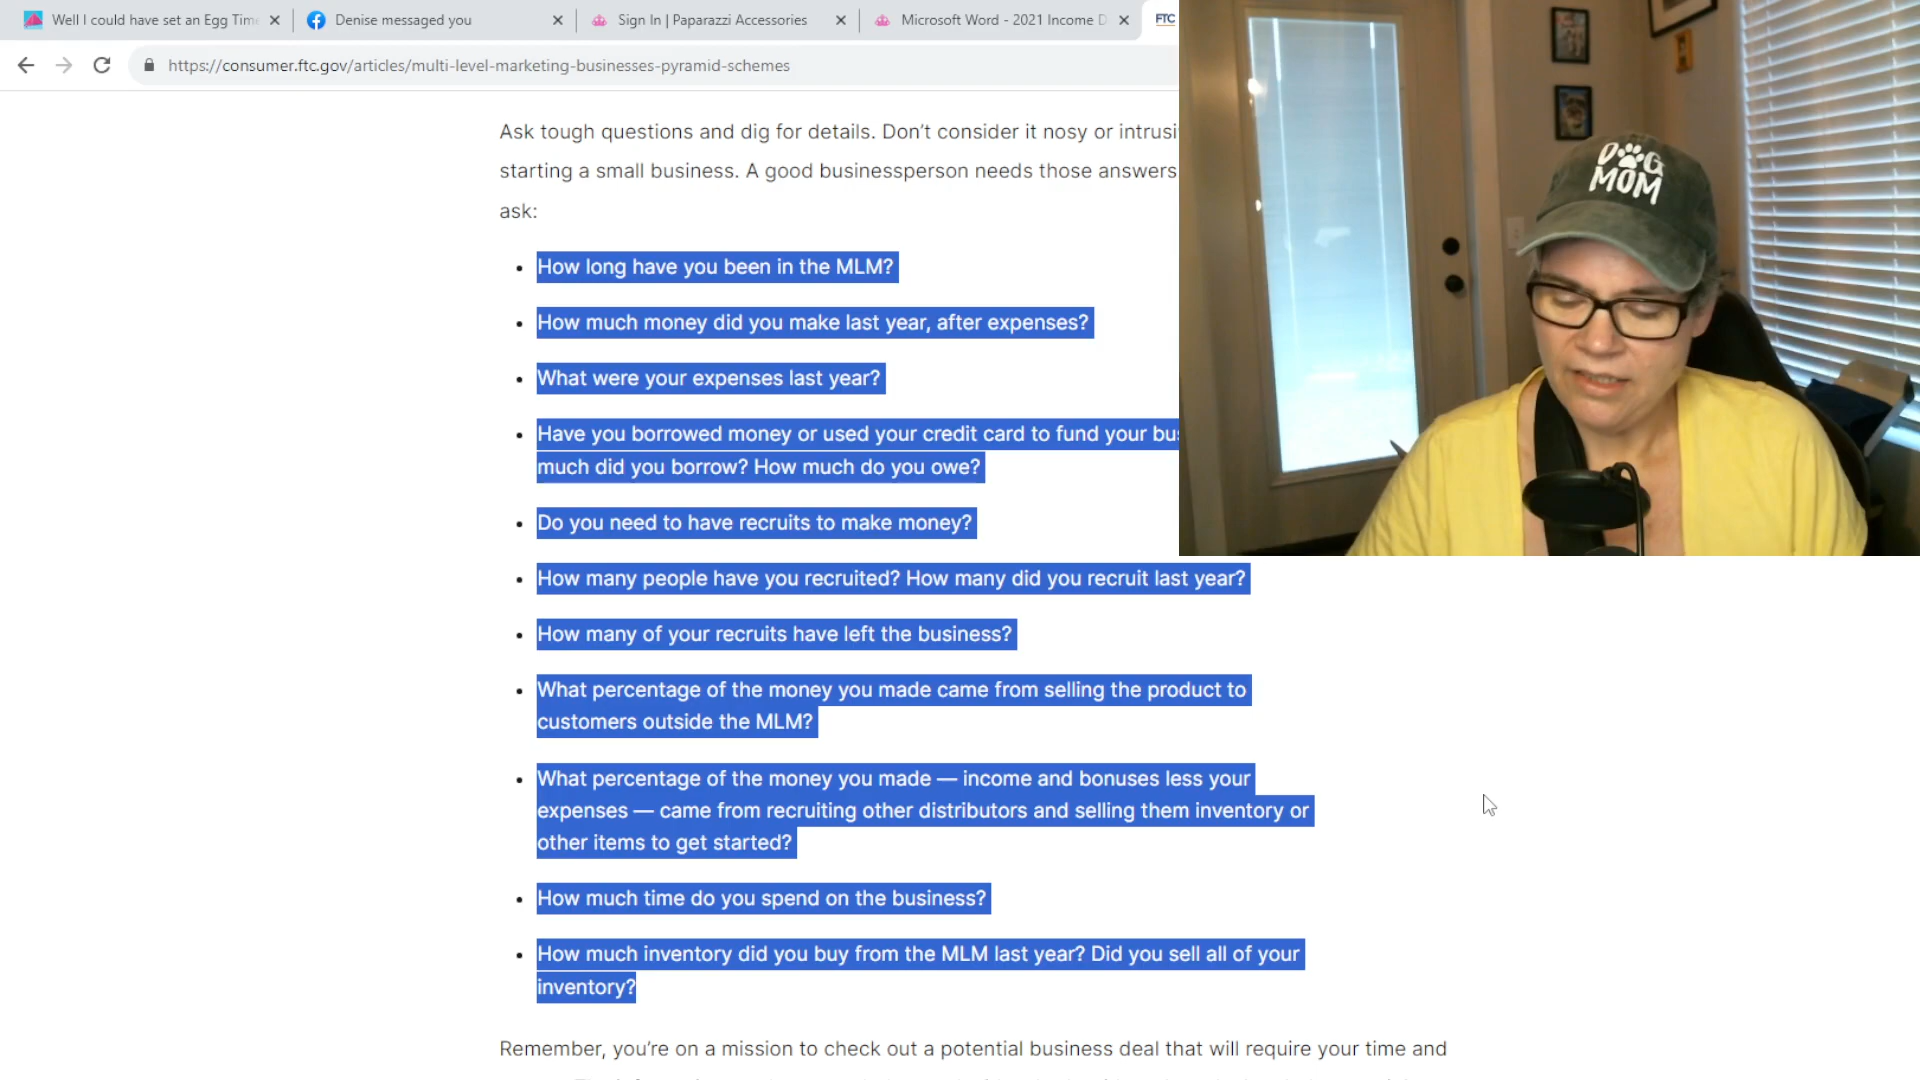 Well I could have set an Egg Tim
Denise messaged you
Sign In | Paparazzi Accessories
Microsoft Word - 2021 Income D
FTC
https://consumer.ftc.gov/articles/multi-level-marketing-businesses-pyramid-schemes
Ask tough questions and dig for details. Don’t consider it nosy or intrusi
starting a small business. A good businessperson needs those answers
ask:
How long have you been in the MLM?
How much money did you make last year, after expenses?
What were your expenses last year?
Have you borrowed money or used your credit card to fund your bus
much did you borrow? How much do you owe?
Do you need to have recruits to make money?
How many people have you recruited? How many did you recruit last year?
How many of your recruits have left the business?
What percentage of the money you made came from selling the product to
customers outside the MLM?
What percentage of the money you made — income and bonuses less your
expenses — came from recruiting other distributors and selling them inventory or
other items to get started?
How much time do you spend on the business?
How much inventory did you buy from the MLM last year? Did you sell all of your
inventory?
Remember, you’re on a mission to check out a potential business deal that will require your time and
DOG
MOM